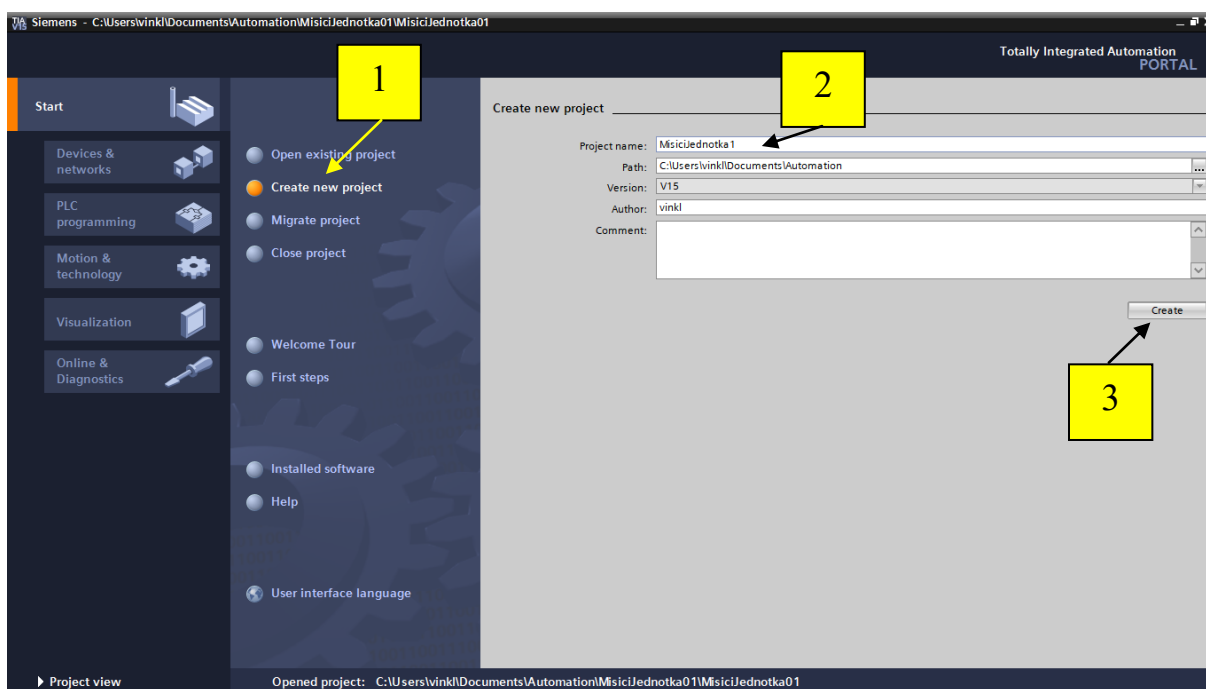 TIA V15 Siemens - C:\Users\vinkl\Documents\Automation\MisiciJednotka01\MisiciJednotka01
Totally Integrated Automation
PORTAL
Start
Devices &
networks
PLC
programming
Motion &
technology
Visualization
Online &
Diagnostics
1
Open existing project
Create new project
Migrate project
Close project
Welcome Tour
First steps
Installed software
Help
User interface language
2
Create new project
Project name: MisiciJednotka1
Path: C:\Users\vinkl\Documents\Automation ...
Version: V15
Author: vinkl
Comment:
Create
3
Project view
Opened project: C:\Users\vinkl\Documents\Automation\MisiciJednotka01\MisiciJednotka01